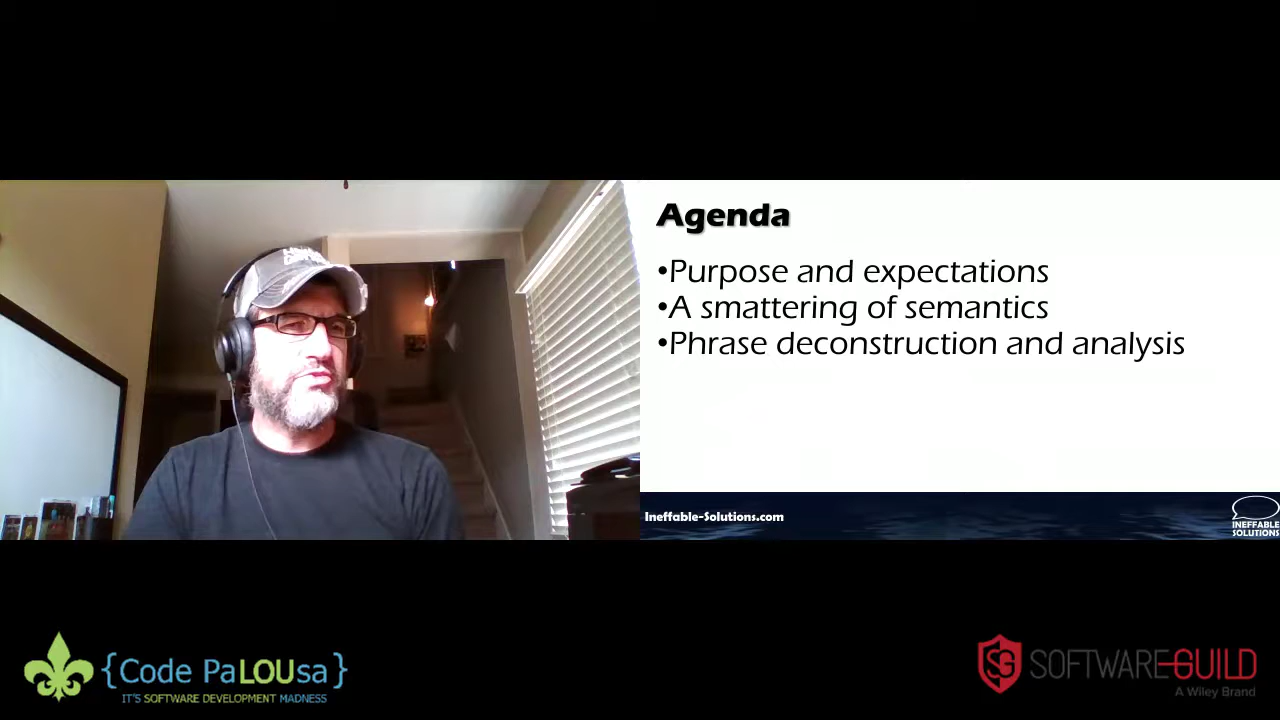 Agenda
•Purpose and expectations
•A smattering of semantics
•Phrase deconstruction and analysis
Ineffable-Solutions.com
INEFFABLE
SOLUTIONS
{Code PaLOUsa}
IT'S SOFTWARE DEVELOPMENT MADNESS
SG
SOFTWARE GUILD
A Wiley Brand